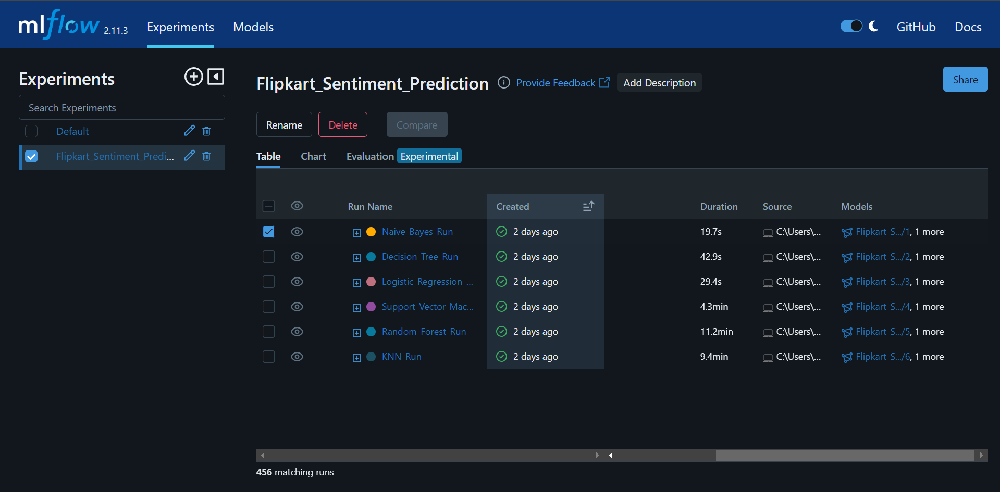 mlflow 2.11.3 Experiments Models GitHub Docs
Experiments
Search Experiments
Default
Flipkart_Sentiment_Predi...
Flipkart_Sentiment_Prediction Provide Feedback Add Description Share
Rename Delete Compare
Table Chart Evaluation Experimental
Run Name Created Duration Source Models
Naive_Bayes_Run 2 days ago 19.7s C:\Users\... Flipkart_S.../1, 1 more
Decision_Tree_Run 2 days ago 42.9s C:\Users\... Flipkart_S.../2, 1 more
Logistic_Regression_... 2 days ago 29.4s C:\Users\... Flipkart_S.../3, 1 more
Support_Vector_Mac... 2 days ago 4.3min C:\Users\... Flipkart_S.../4, 1 more
Random_Forest_Run 2 days ago 11.2min C:\Users\... Flipkart_S.../5, 1 more
KNN_Run 2 days ago 9.4min C:\Users\... Flipkart_S.../6, 1 more
456 matching runs